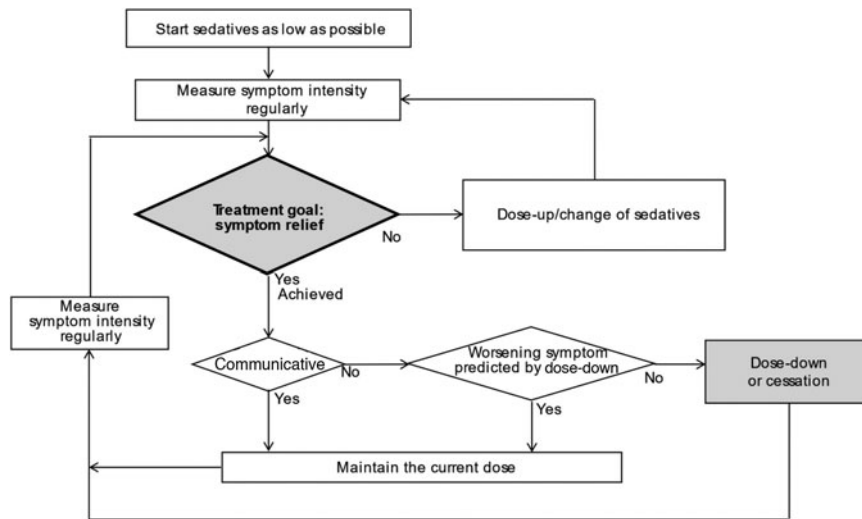 Start sedatives as low as possible
Measure symptom intensity
regularly
Treatment goal:
symptom relief
No
Dose-up/change of sedatives
Yes
Achieved
Measure
symptom intensity
regularly
Communicative
No
Worsening symptom
predicted by dose-down
No
Dose-down
or cessation
Yes
Yes
Maintain the current dose